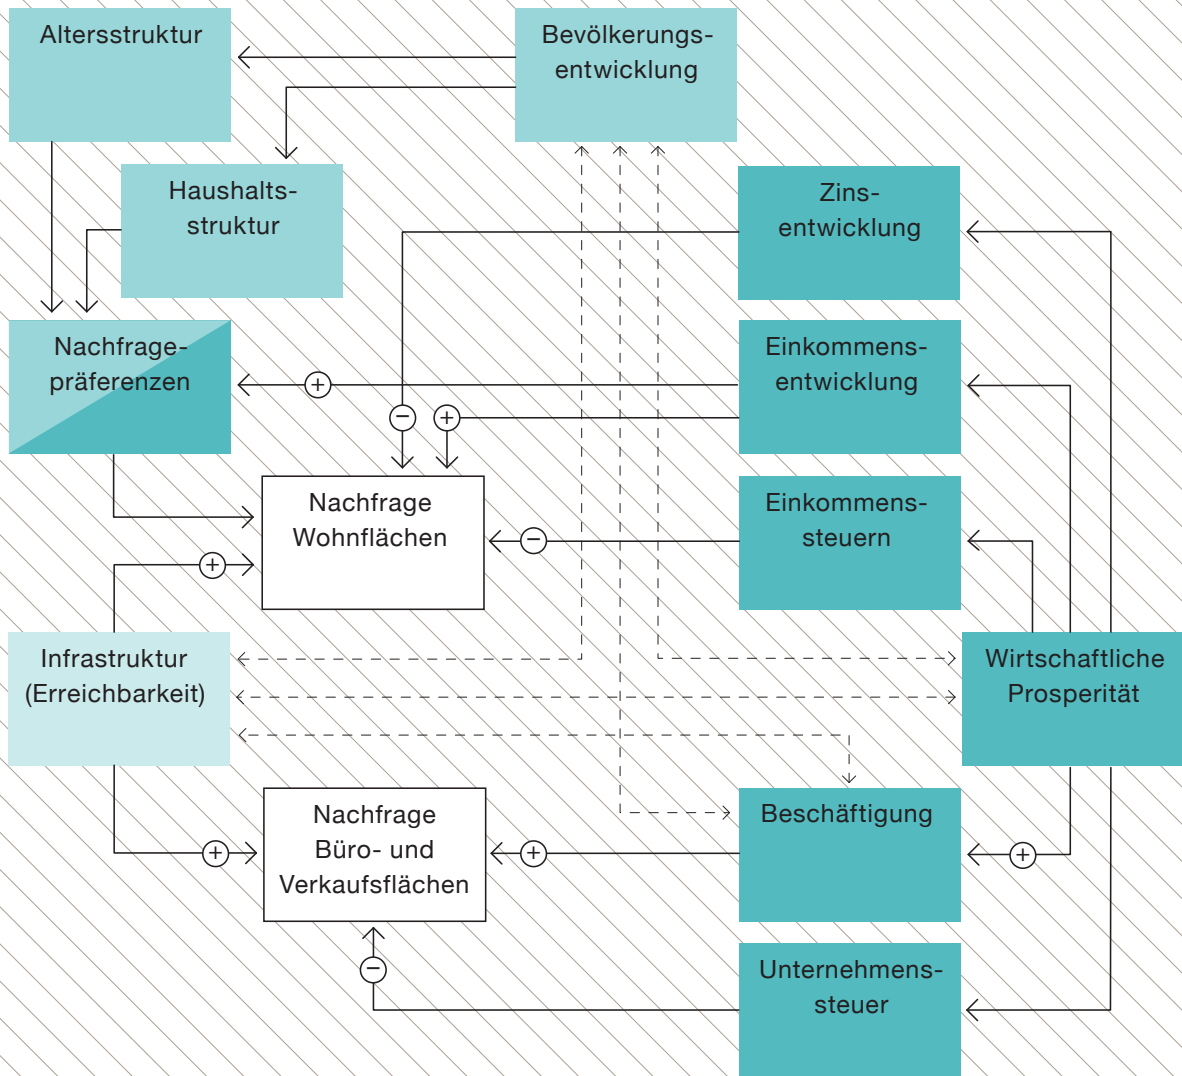 Altersstruktur
Bevölkerungs-
entwicklung
Haushalts-
struktur
Zins-
entwicklung
Nachfrage-
präferenzen
Einkommens-
entwicklung
+
−
+
Nachfrage
Wohnflächen
Einkommens-
steuern
−
+
Infrastruktur
(Erreichbarkeit)
Wirtschaftliche
Prosperität
Nachfrage
Büro- und
Verkaufsflächen
Beschäftigung
+
+
+
−
Unternehmens-
steuer